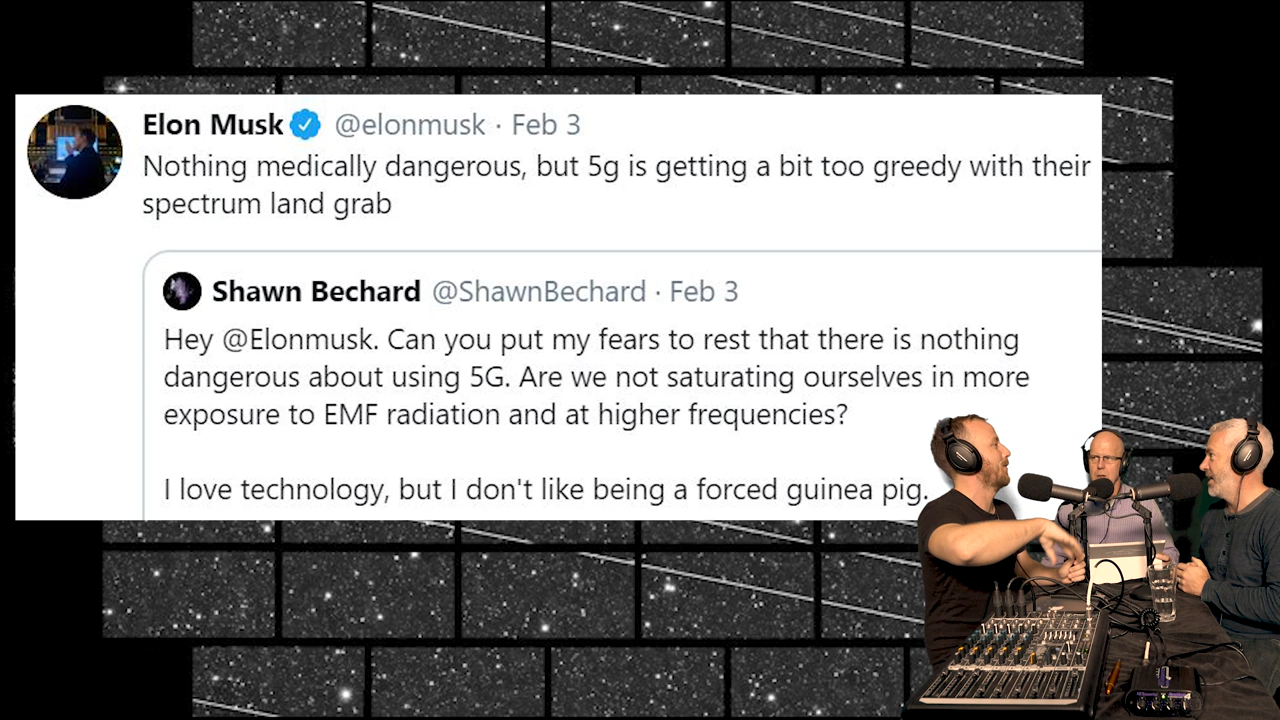 Elon Musk @elonmusk · Feb 3
Nothing medically dangerous, but 5g is getting a bit too greedy with their
spectrum land grab
Shawn Bechard @ShawnBechard · Feb 3
Hey @Elonmusk. Can you put my fears to rest that there is nothing
dangerous about using 5G. Are we not saturating ourselves in more
exposure to EMF radiation and at higher frequencies?
I love technology, but I don't like being a forced guinea pig.